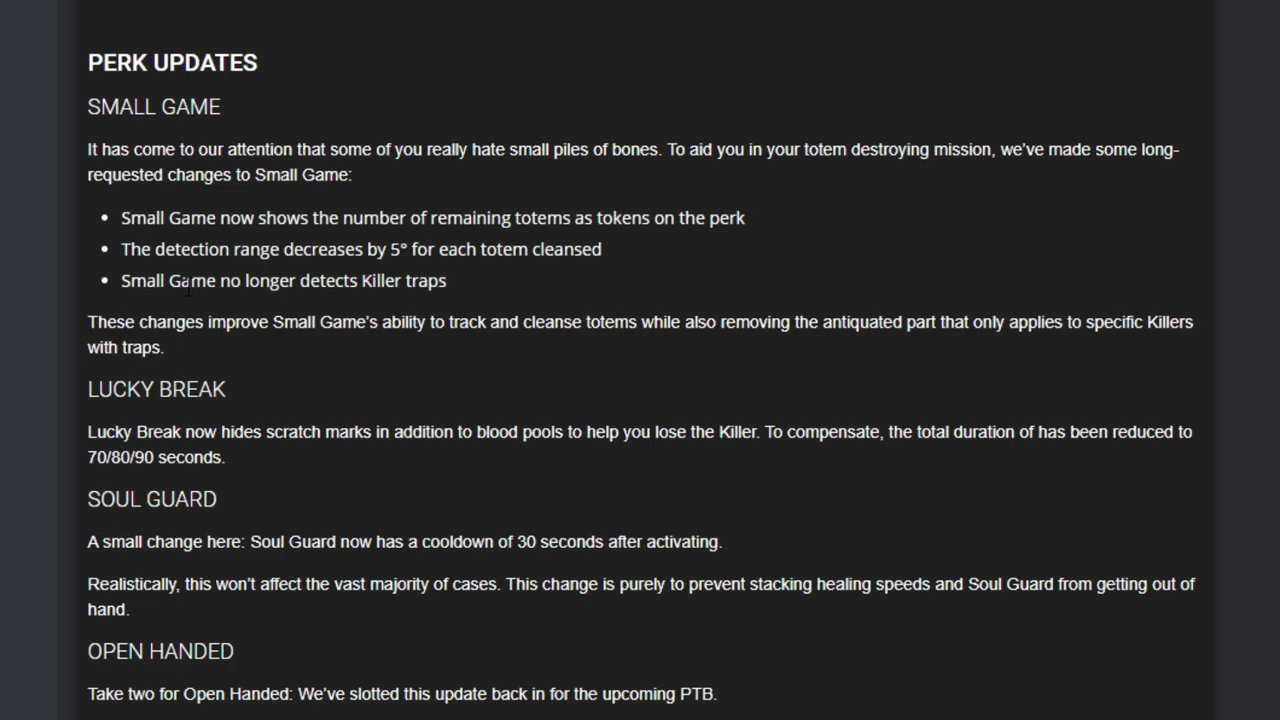 PERK UPDATES
SMALL GAME
It has come to our attention that some of you really hate small piles of bones. To aid you in your totem destroying mission, we’ve made some long-
requested changes to Small Game:
• Small Game now shows the number of remaining totems as tokens on the perk
• The detection range decreases by 5° for each totem cleansed
• Small Game no longer detects Killer traps
These changes improve Small Game’s ability to track and cleanse totems while also removing the antiquated part that only applies to specific Killers
with traps.
LUCKY BREAK
Lucky Break now hides scratch marks in addition to blood pools to help you lose the Killer. To compensate, the total duration of has been reduced to
70/80/90 seconds.
SOUL GUARD
A small change here: Soul Guard now has a cooldown of 30 seconds after activating.
Realistically, this won’t affect the vast majority of cases. This change is purely to prevent stacking healing speeds and Soul Guard from getting out of
hand.
OPEN HANDED
Take two for Open Handed: We’ve slotted this update back in for the upcoming PTB.